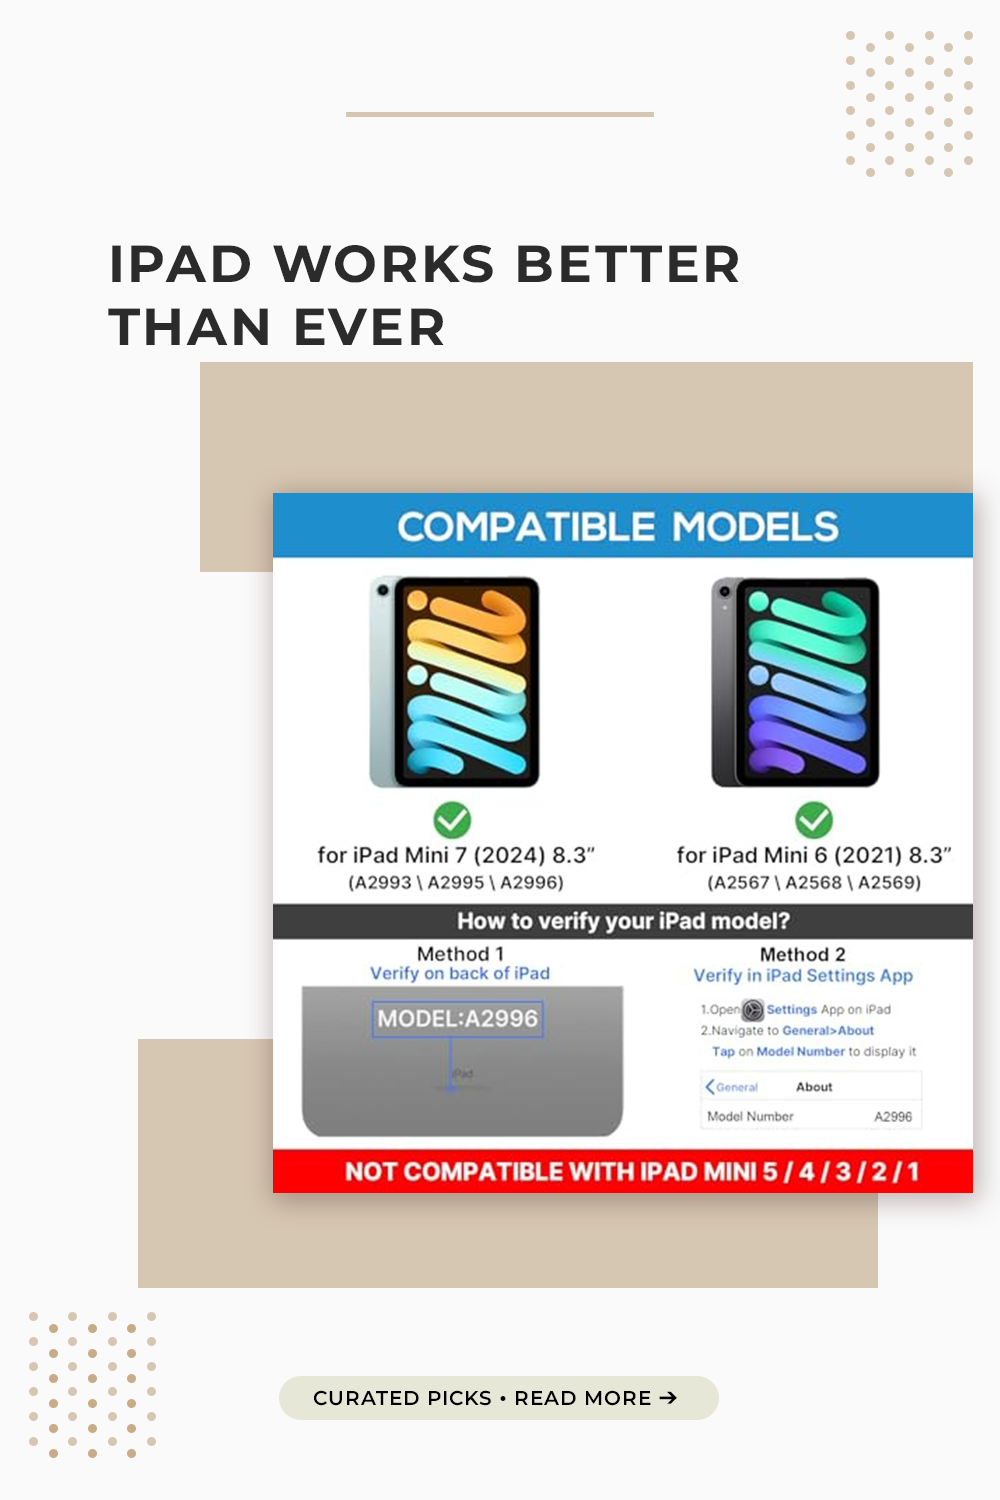 IPAD WORKS BETTER
THAN EVER
COMPATIBLE MODELS
for iPad Mini 7 (2024) 8.3”
(A2993 \ A2995 \ A2996)
for iPad Mini 6 (2021) 8.3”
(A2567 \ A2568 \ A2569)
How to verify your iPad model?
Method 1
Verify on back of iPad
MODEL:A2996
iPad
Method 2
Verify in iPad Settings App
1.Open Settings App on iPad
2.Navigate to General>About
Tap on Model Number to display it
General About
Model Number A2996
NOT COMPATIBLE WITH IPAD MINI 5 / 4 / 3 / 2 / 1
CURATED PICKS • READ MORE ➔